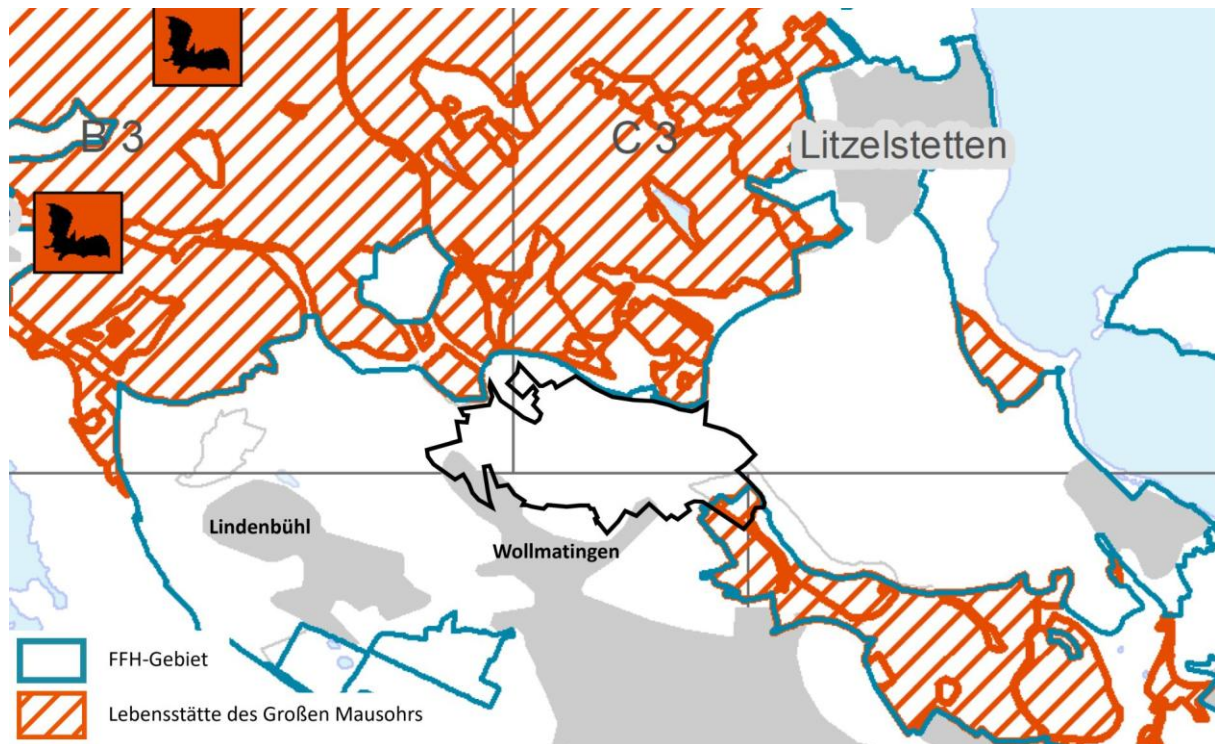 B 3
C 3
Litzelstetten
Lindenbühl
Wollmatingen
FFH-Gebiet
Lebensstätte des Großen Mausohrs